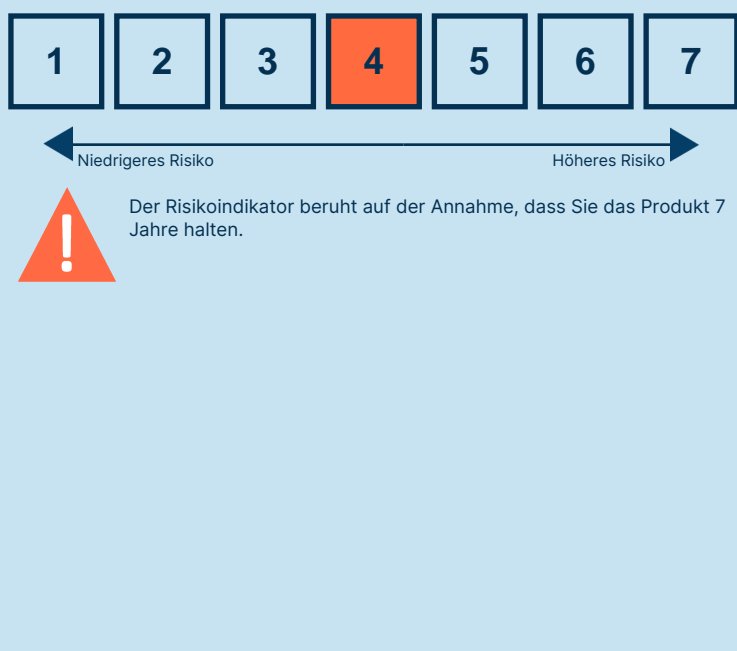 1 2 3 4 5 6 7
Niedrigeres Risiko Höheres Risiko
Der Risikoindikator beruht auf der Annahme, dass Sie das Produkt 7
Jahre halten.